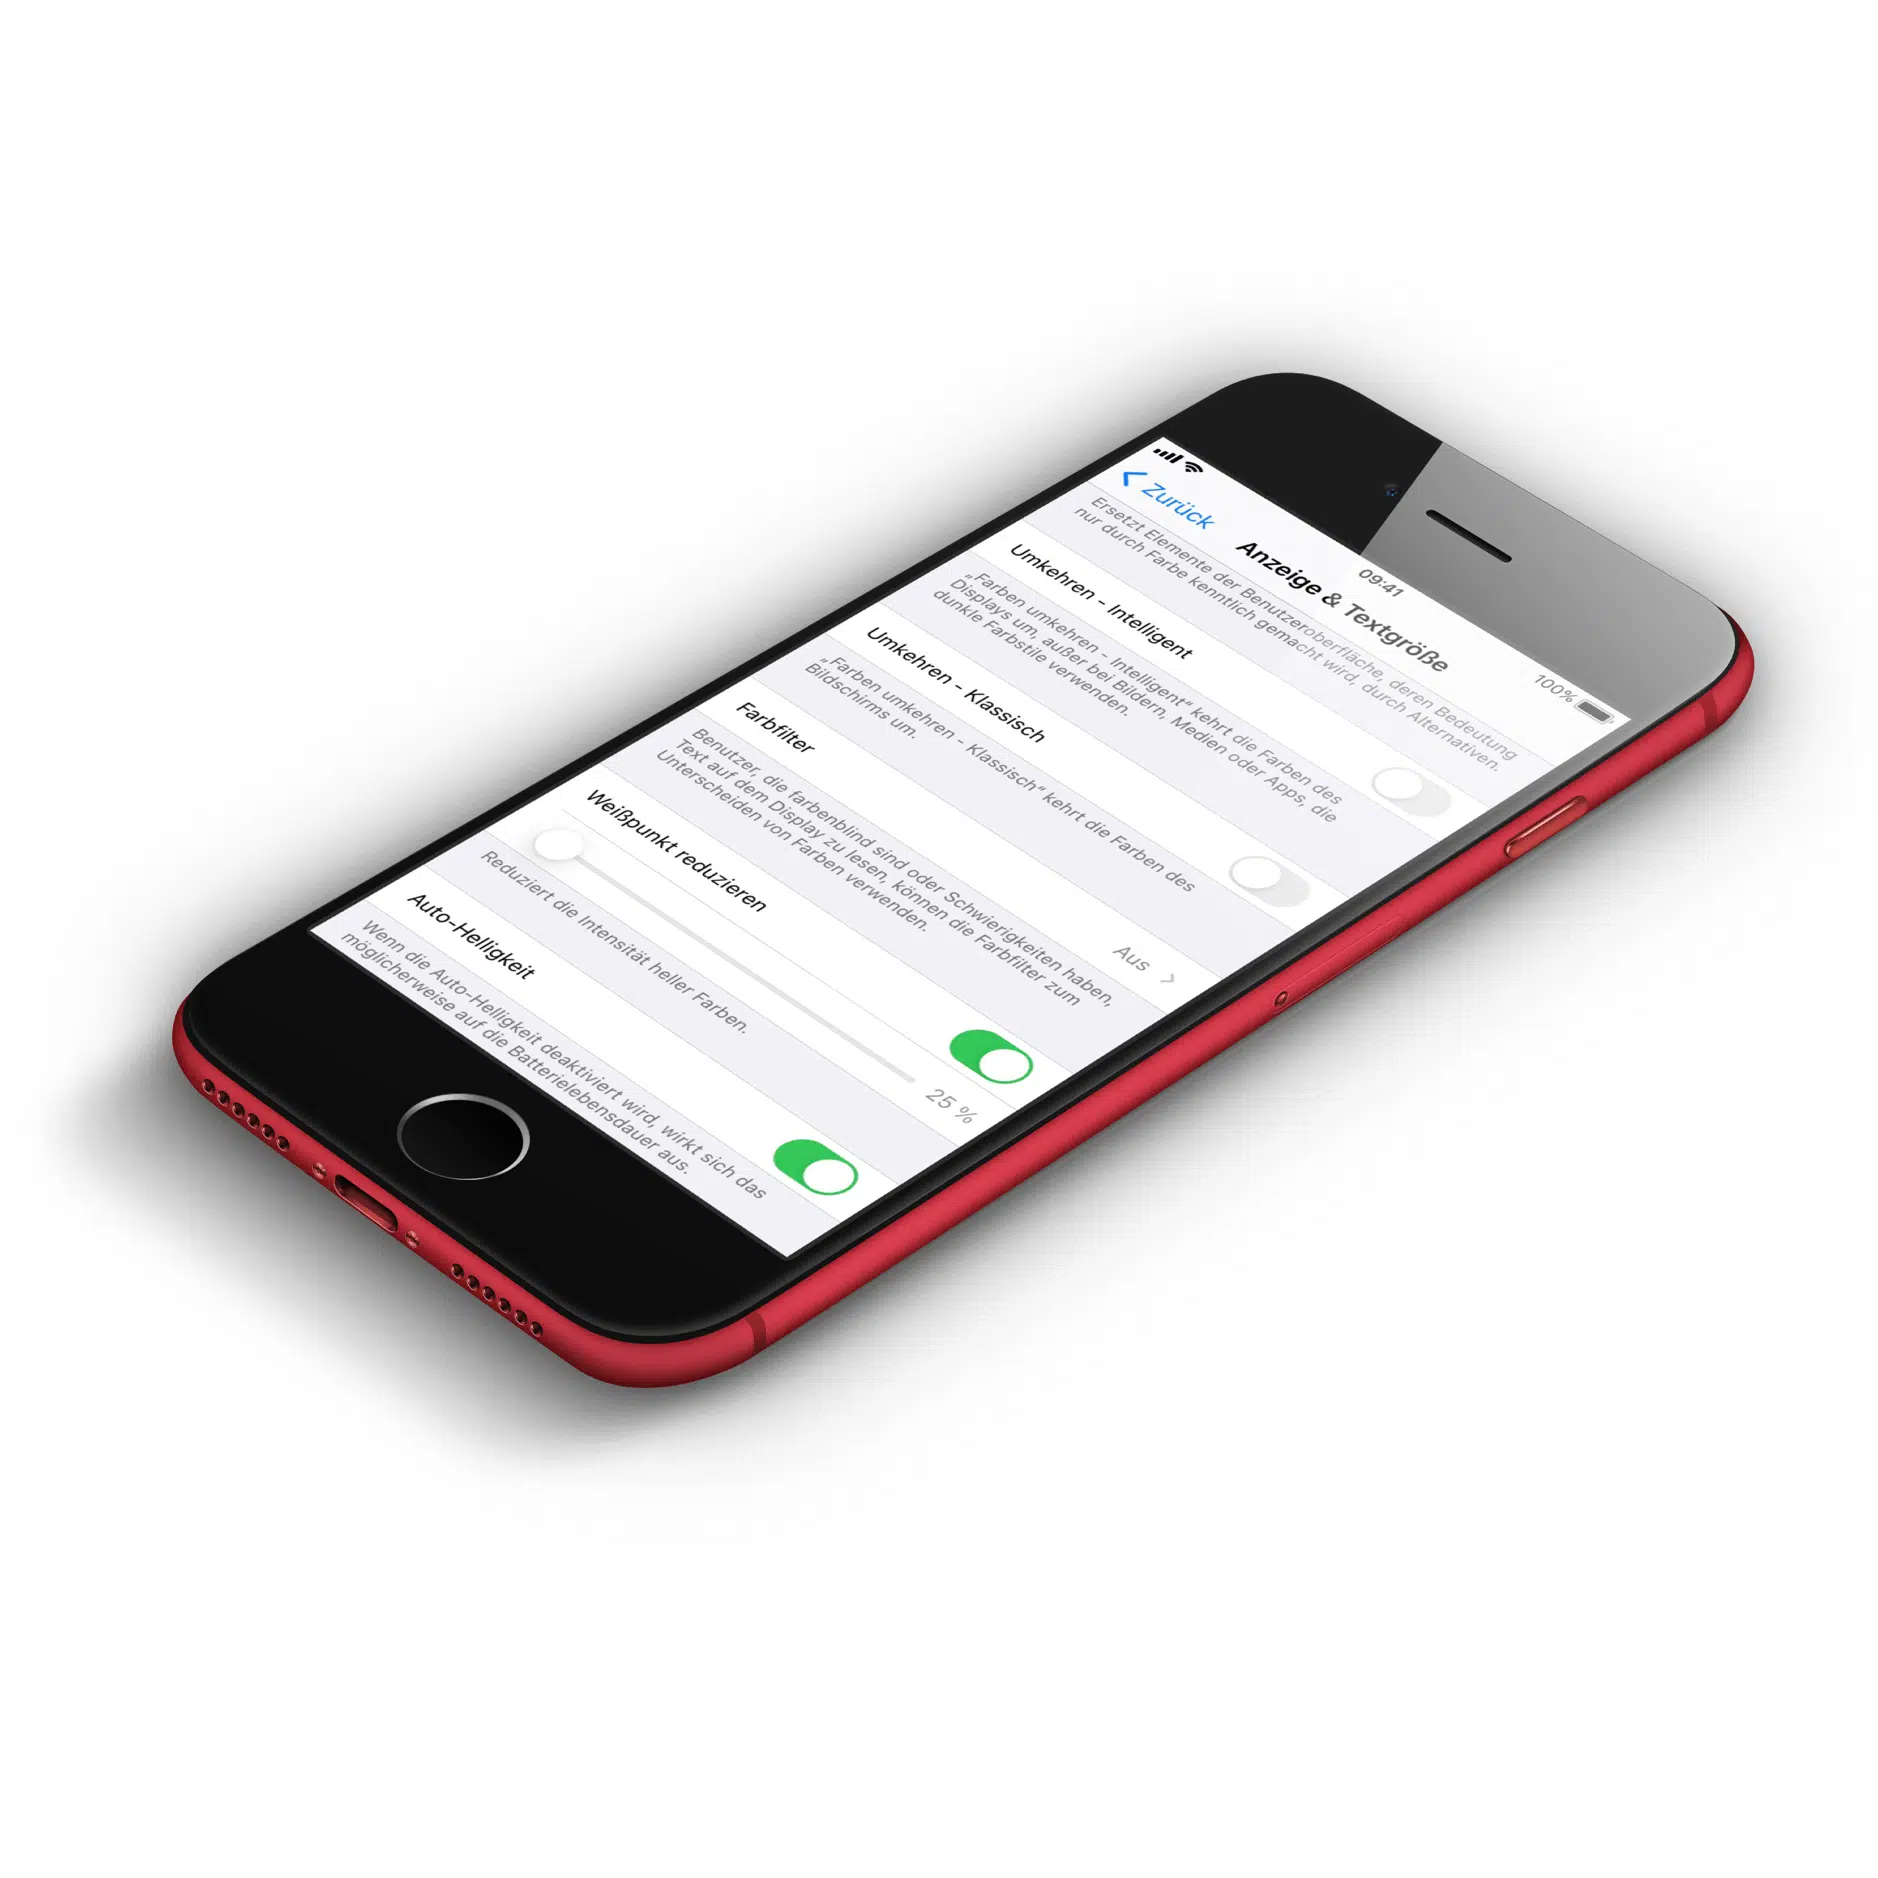 09:41
100%
Zurück
Anzeige & Textgröße
Ersetzt Elemente der Benutzeroberfläche, deren Bedeutung
nur durch Farbe kenntlich gemacht wird, durch Alternativen.
Umkehren - Intelligent
„Farben umkehren - Intelligent“ kehrt die Farben des
Displays um, außer bei Bildern, Medien oder Apps, die
dunkle Farbstile verwenden.
Umkehren - Klassisch
„Farben umkehren - Klassisch“ kehrt die Farben des
Bildschirms um.
Farbfilter
Aus
Benutzer, die farbenblind sind oder Schwierigkeiten haben,
Text auf dem Display zu lesen, können die Farbfilter zum
Unterscheiden von Farben verwenden.
Weißpunkt reduzieren
25 %
Reduziert die Intensität heller Farben.
Auto-Helligkeit
Wenn die Auto-Helligkeit deaktiviert wird, wirkt sich das
möglicherweise auf die Batterielebensdauer aus.